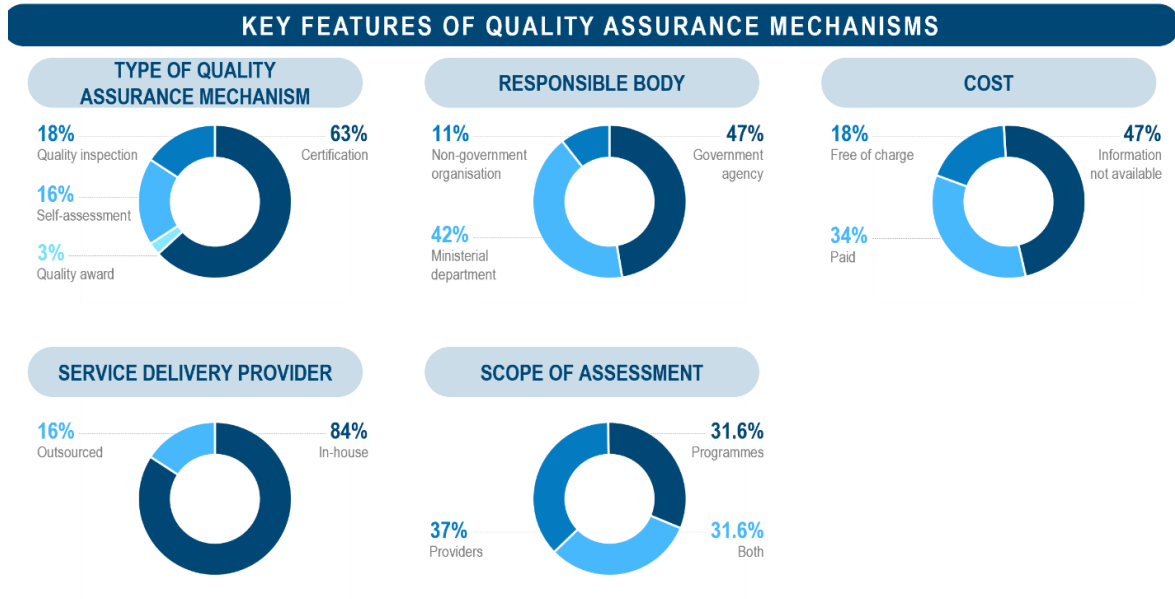 KEY FEATURES OF QUALITY ASSURANCE MECHANISMS
TYPE OF QUALITY
ASSURANCE MECHANISM
18%
Quality inspection
63%
Certification
16%
Self-assessment
3%
Quality award
RESPONSIBLE BODY
11%
Non-government
organisation
47%
Government
agency
42%
Ministerial
department
COST
18%
Free of charge
47%
Information
not available
34%
Paid
SERVICE DELIVERY PROVIDER
16%
Outsourced
84%
In-house
SCOPE OF ASSESSMENT
31.6%
Programmes
37%
Providers
31.6%
Both